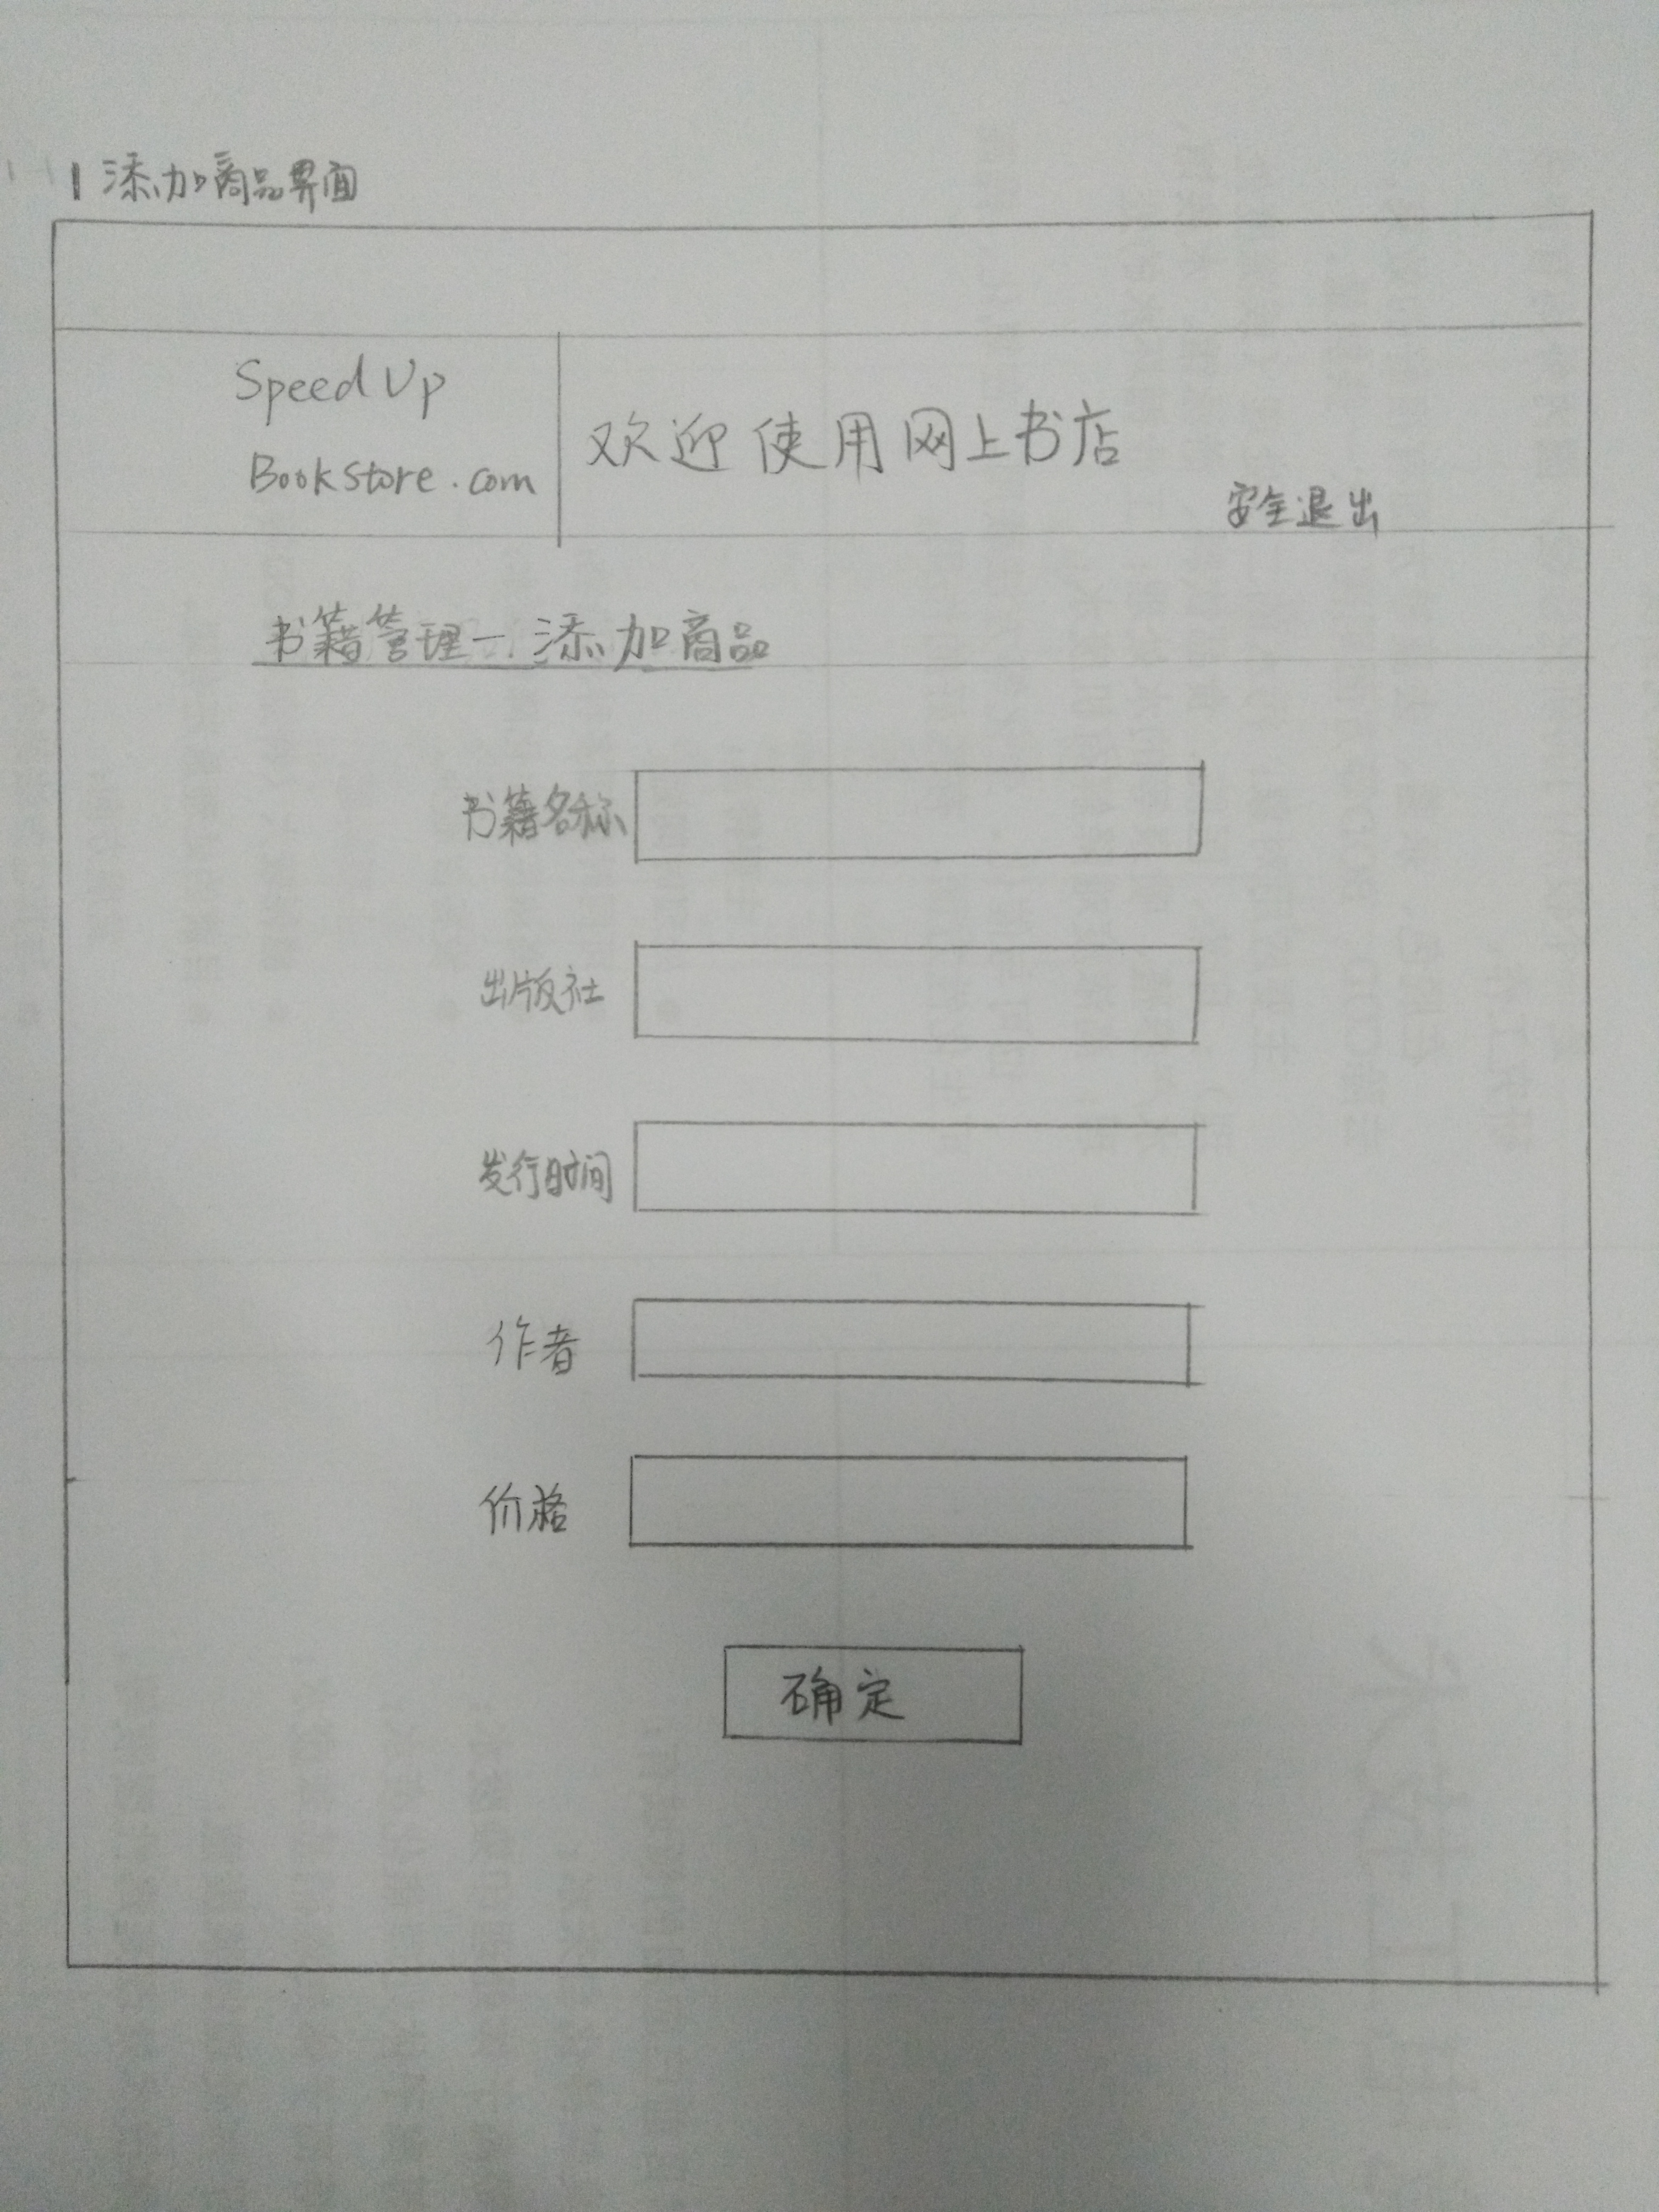 1 添加商品界面
Speed Up
Bookstore.com
欢迎使用网上书店
安全退出
书籍管理-添加商品
书籍名称
出版社
发行时间
作者
价格
确定